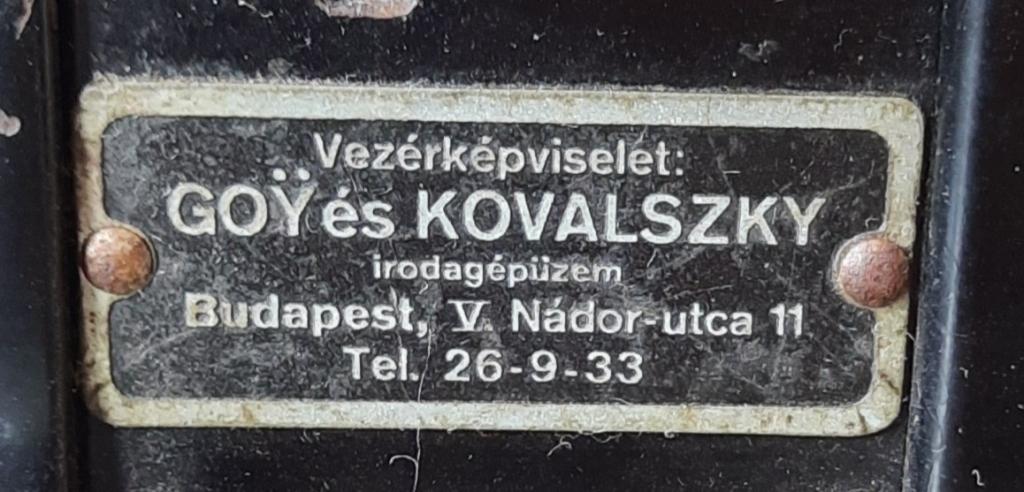 Vezérképviselet:
GOŸ és KOVALSZKY
irodagépüzem
Budapest, V. Nádor-utca 11
Tel. 26-9-33